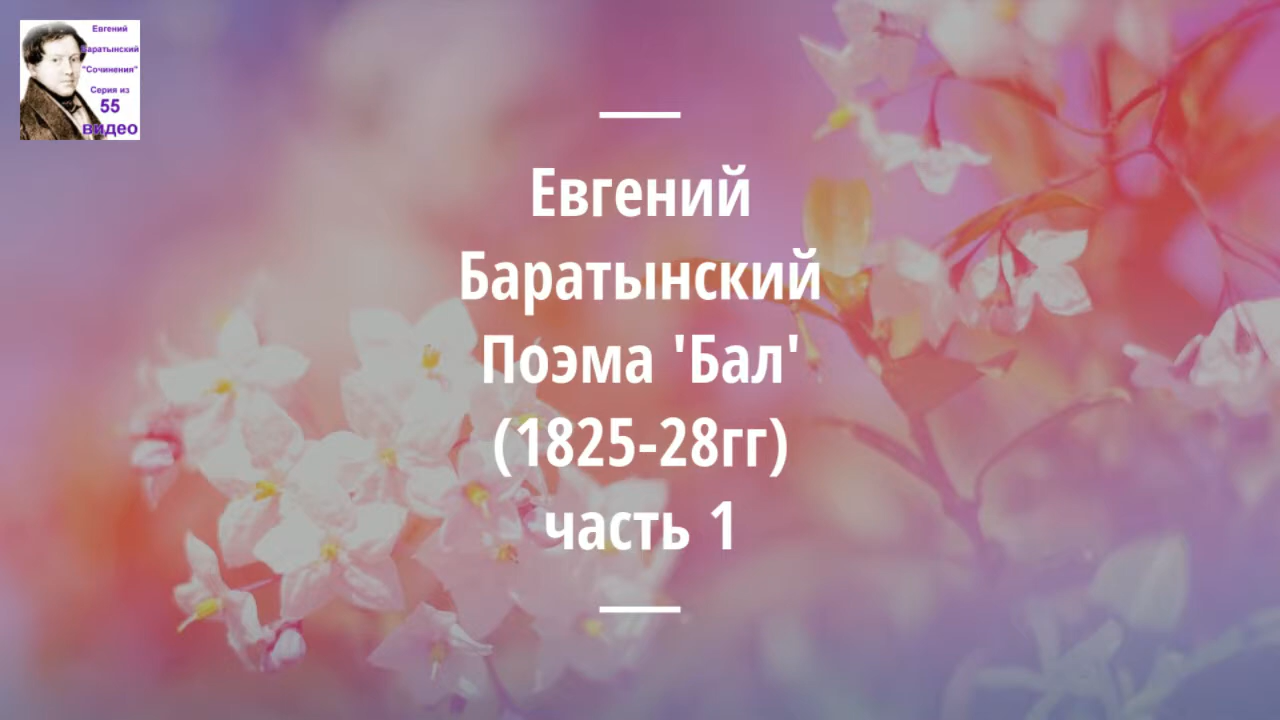 Евгений
Баратынский
"Сочинения"
Серия из
55
видео
Евгений
Баратынский
Поэма 'Бал'
(1825-28гг)
часть 1